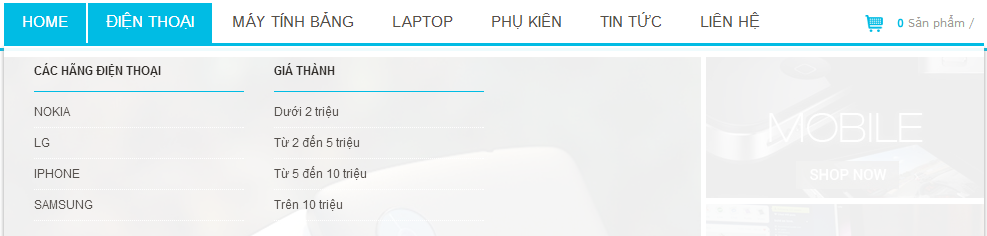 HOME ĐIỆN THOẠI MÁY TÍNH BẢNG LAPTOP PHỤ KIÊN TIN TỨC LIÊN HỆ 0 Sản phẩm /
CÁC HÃNG ĐIỆN THOẠI
NOKIA
LG
IPHONE
SAMSUNG
GIÁ THÀNH
Dưới 2 triệu
Từ 2 đến 5 triệu
Từ 5 đến 10 triệu
Trên 10 triệu
MOBILE
SHOP NOW